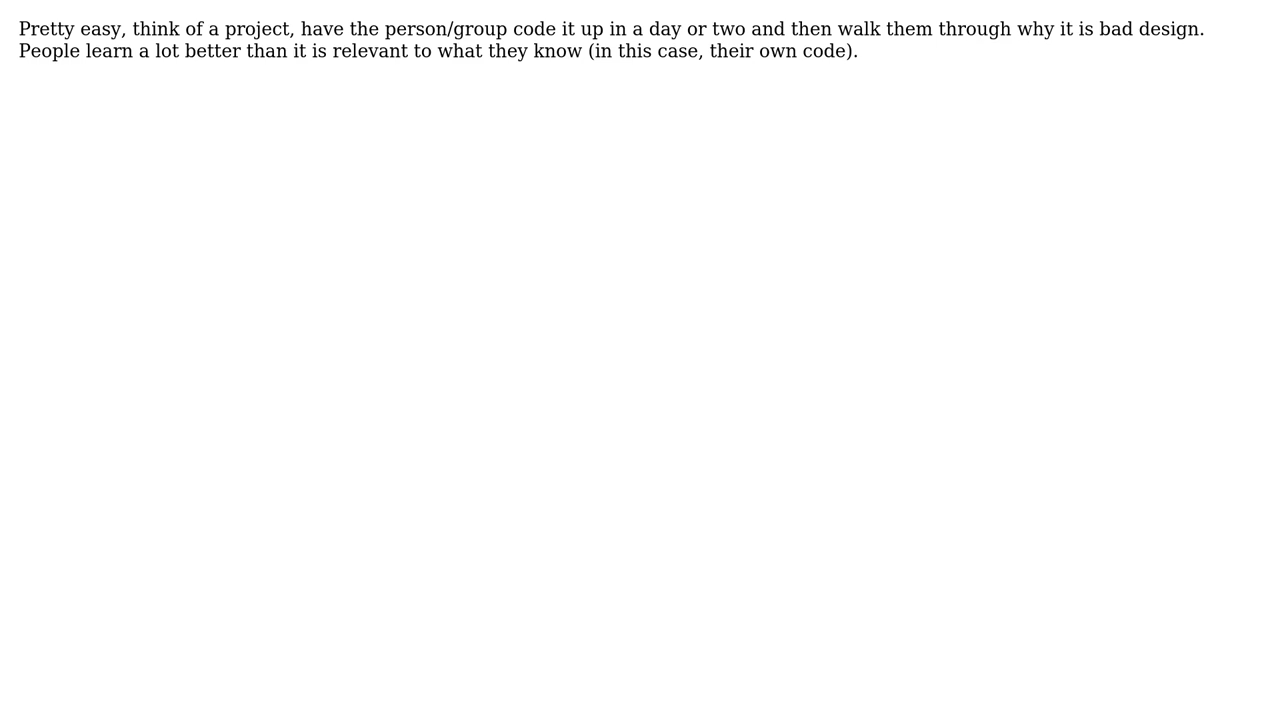 Pretty easy, think of a project, have the person/group code it up in a day or two and then walk them through why it is bad design.
People learn a lot better than it is relevant to what they know (in this case, their own code).